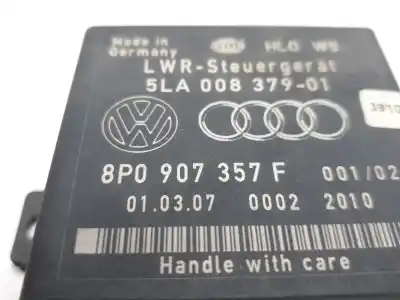 Made in Germany HLO WS
LWR-Steuergerät
5LA 008 379-01
8P0 907 357 F 001/02
01.03.07 0002 2010
Handle with care